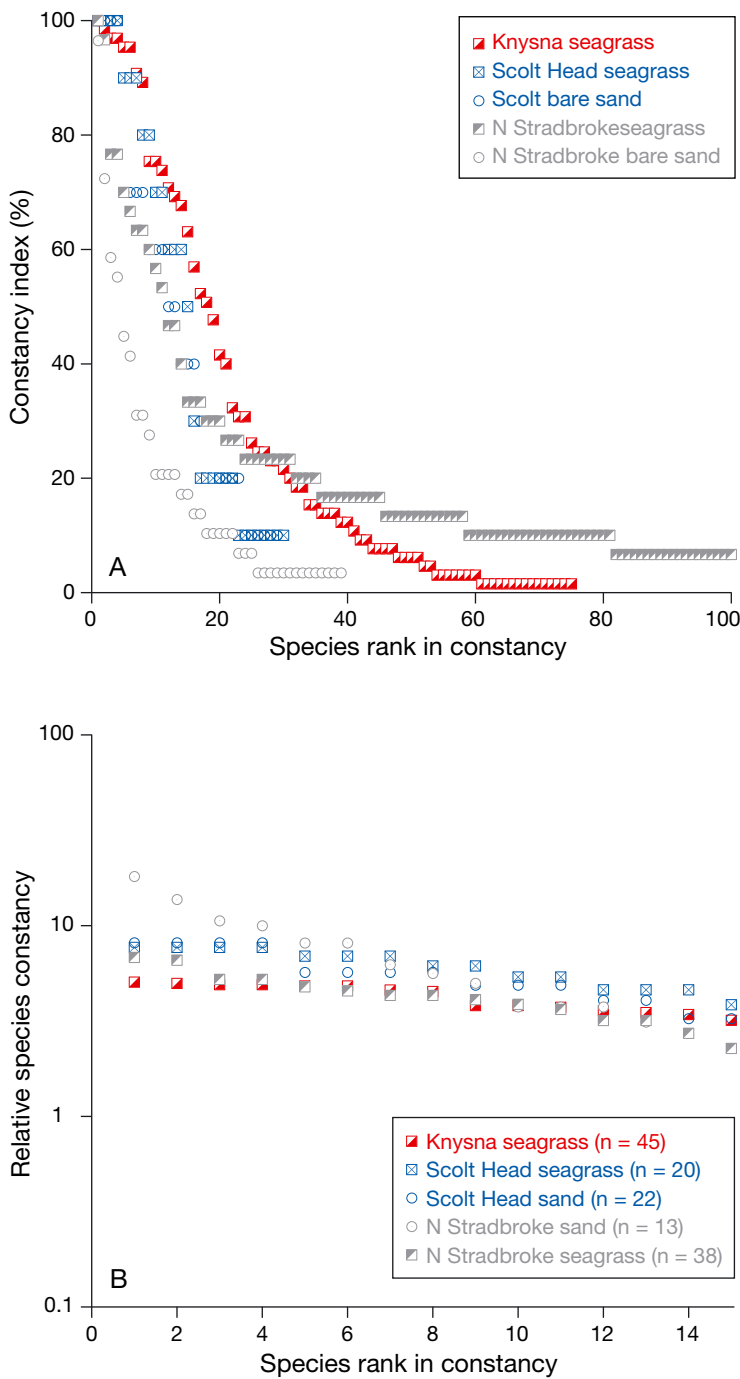 100
80
60
40
20
0
Constancy index (%)
Knysna seagrass
Scolt Head seagrass
Scolt bare sand
N Stradbrokeseagrass
N Stradbroke bare sand
A
0 20 40 60 80 100
Species rank in constancy
100
10
1
0.1
Relative species constancy
Knysna seagrass (n = 45)
Scolt Head seagrass (n = 20)
Scolt Head sand (n = 22)
N Stradbroke sand (n = 13)
N Stradbroke seagrass (n = 38)
B
0 2 4 6 8 10 12 14
Species rank in constancy